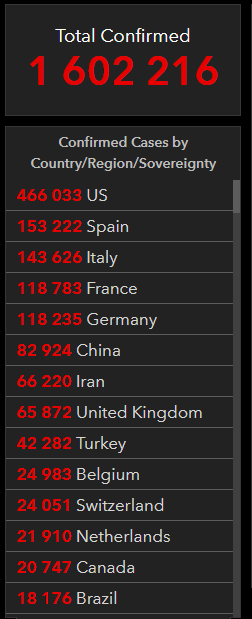 Total Confirmed
1 602 216
Confirmed Cases by
Country/Region/Sovereignty
466 033 US
153 222 Spain
143 626 Italy
118 783 France
118 235 Germany
82 924 China
66 220 Iran
65 872 United Kingdom
42 282 Turkey
24 983 Belgium
24 051 Switzerland
21 910 Netherlands
20 747 Canada
18 176 Brazil